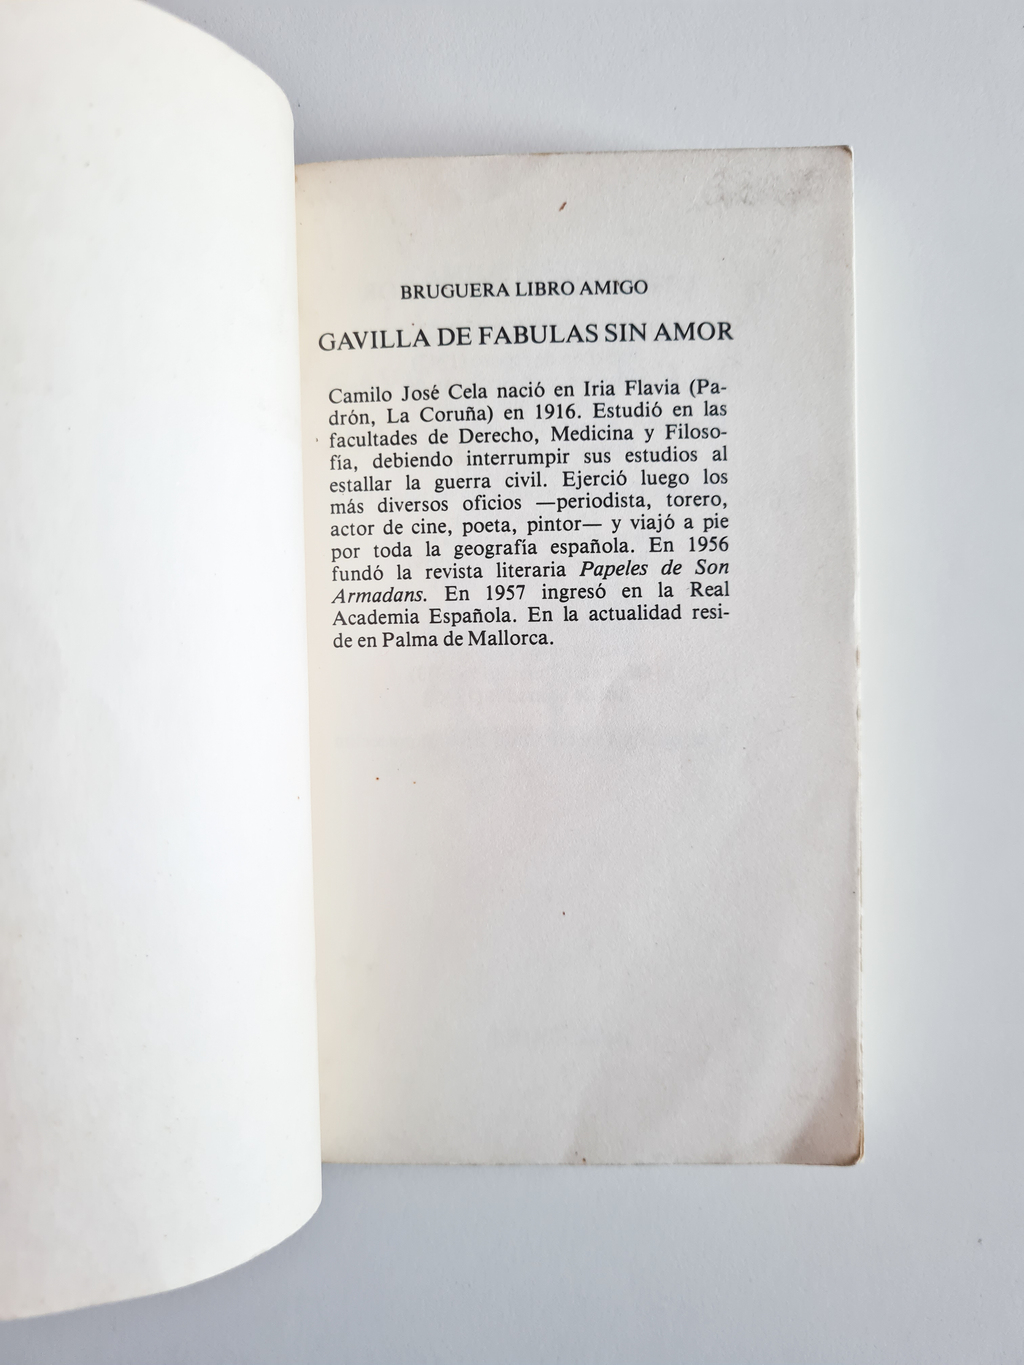 BRUGUERA LIBRO AMIGO
GAVILLA DE FABULAS SIN AMOR
Camilo José Cela nació en Iria Flavia (Pa-
drón, La Coruña) en 1916. Estudió en las
facultades de Derecho, Medicina y Filoso-
fía, debiendo interrumpir sus estudios al
estallar la guerra civil. Ejerció luego los
más diversos oficios —periodista, torero,
actor de cine, poeta, pintor— y viajó a pie
por toda la geografía española. En 1956
fundó la revista literaria Papeles de Son
Armadans. En 1957 ingresó en la Real
Academia Española. En la actualidad resi-
de en Palma de Mallorca.